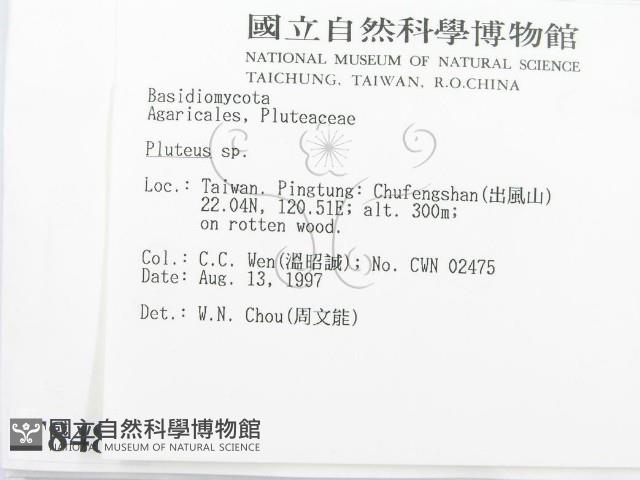 國立自然科學博物館
NATIONAL MUSEUM OF NATURAL SCIENCE
TAICHUNG, TAIWAN, R.O.CHINA
Basidiomycota
Agaricales, Pluteaceae
Pluteus sp.
Loc.: Taiwan. Pingtung: Chufengshan(出風山)
22.04N, 120.51E; alt. 300m;
on rotten wood.
Col.: C.C. Wen(溫昭誠); No. CWN 02475
Date: Aug. 13, 1997
Det.: W.N. Chou(周文能)
國立自然科學博物館
NATIONAL MUSEUM OF NATURAL SCIENCE